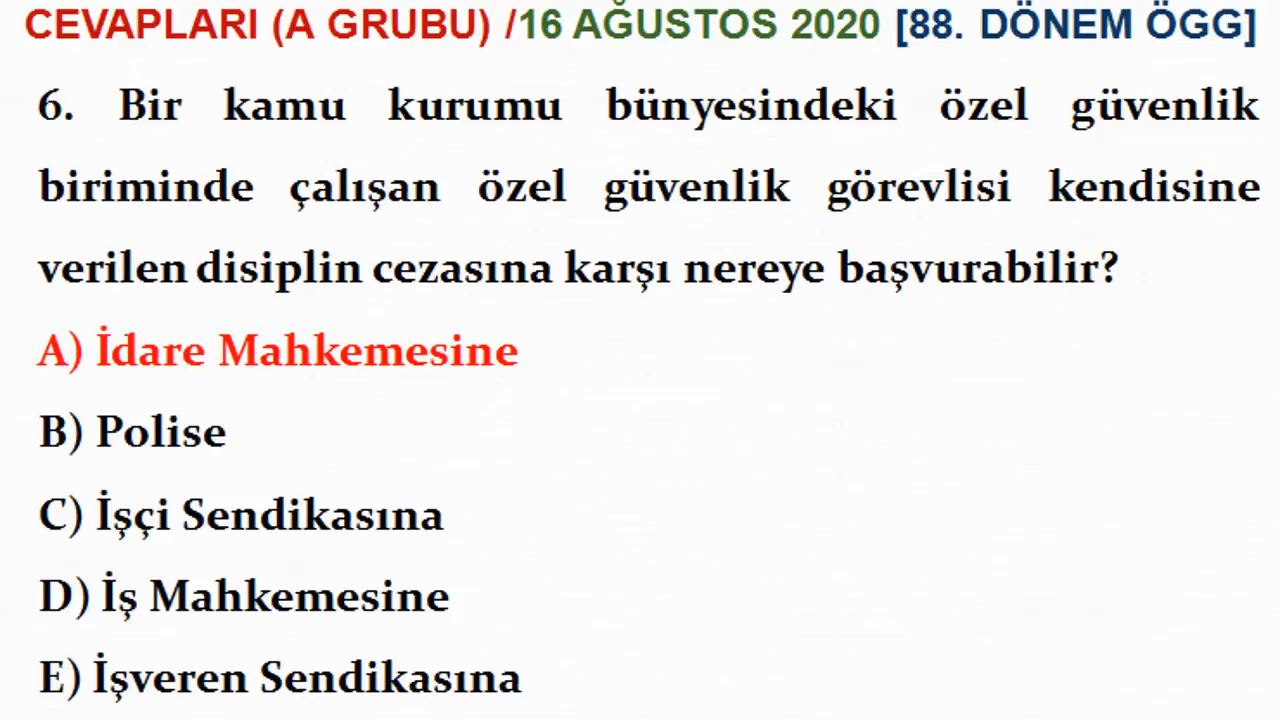 CEVAPLARI (A GRUBU) /16 AĞUSTOS 2020 [88. DÖNEM ÖGG]
6. Bir kamu kurumu bünyesindeki özel güvenlik
biriminde çalışan özel güvenlik görevlisi kendisine
verilen disiplin cezasına karşı nereye başvurabilir?
A) İdare Mahkemesine
B) Polise
C) İşçi Sendikasına
D) İş Mahkemesine
E) İşveren Sendikasına